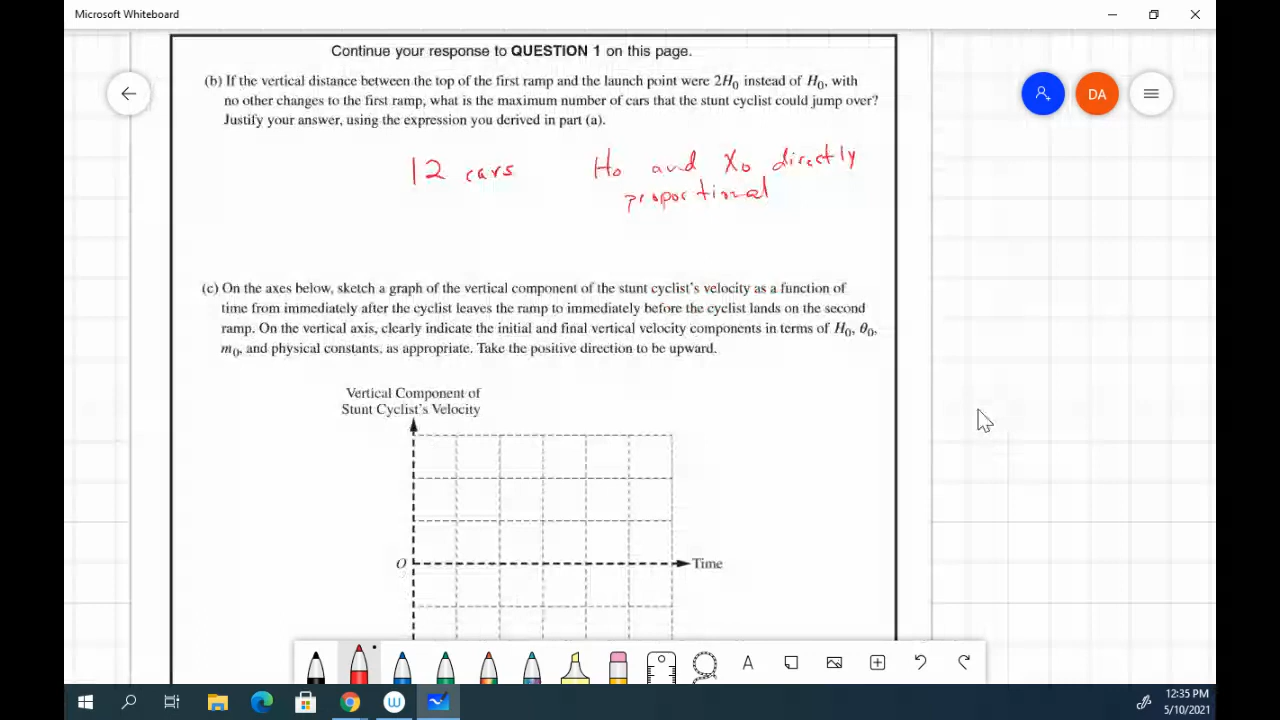 Microsoft Whiteboard
Continue your response to QUESTION 1 on this page.
(b) If the vertical distance between the top of the first ramp and the launch point were 2H₀ instead of H₀, with
no other changes to the first ramp, what is the maximum number of cars that the stunt cyclist could jump over?
Justify your answer, using the expression you derived in part (a).
DA
12 cars H₀ and X₀ directly
proportional
(c) On the axes below, sketch a graph of the vertical component of the stunt cyclist's velocity as a function of
time from immediately after the cyclist leaves the ramp to immediately before the cyclist lands on the second
ramp. On the vertical axis, clearly indicate the initial and final vertical velocity components in terms of H₀, θ₀,
m₀, and physical constants, as appropriate. Take the positive direction to be upward.
Vertical Component of
Stunt Cyclist's Velocity
O
Time
A
12:35 PM
5/10/2021